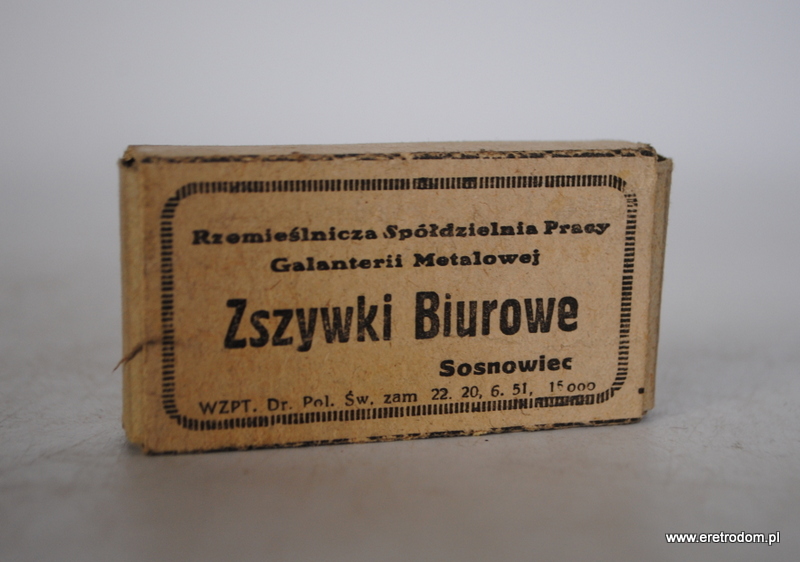 Rzemieślnicza Spółdzielnia Pracy
Galanterii Metalowej
Zszywki Biurowe
Sosnowiec
WZPT. Dr. Pol. Św. zam 22. 20, 6. 51, 15000
www.eretrodom.pl